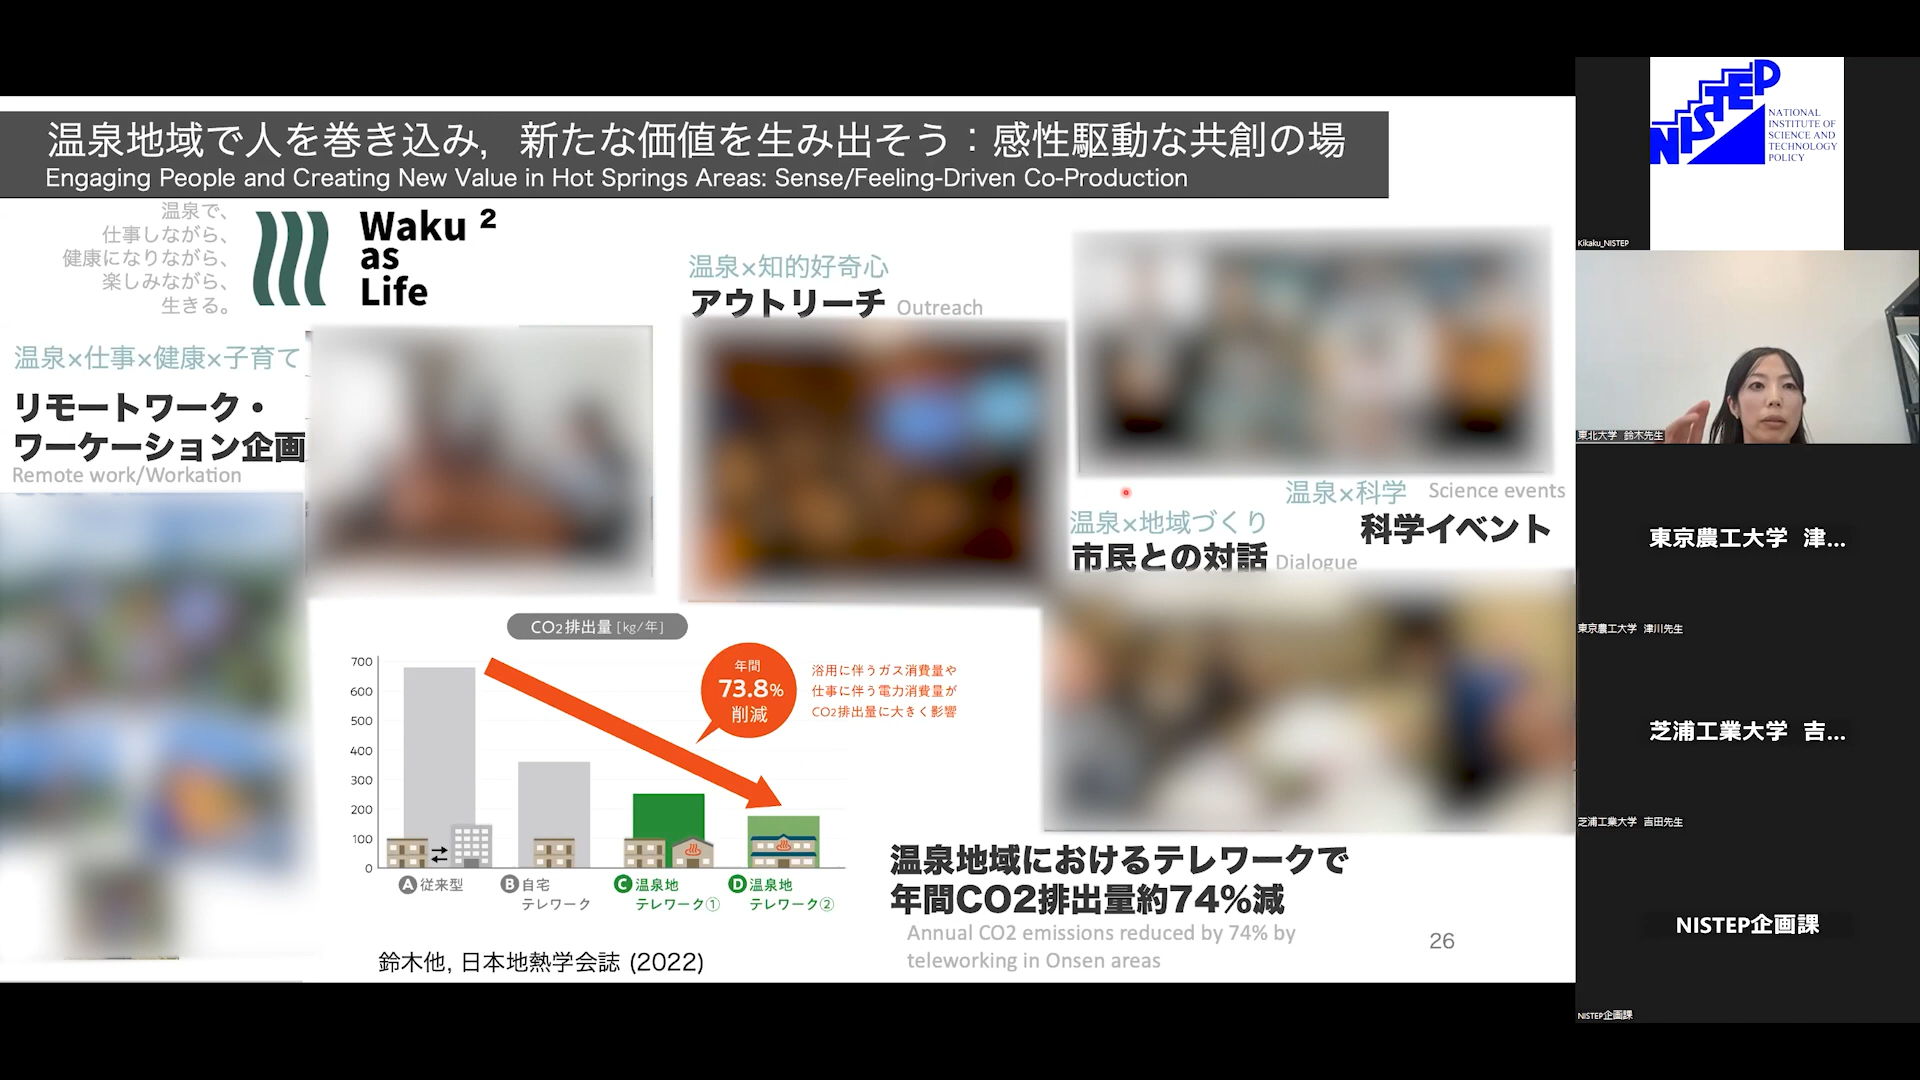 温泉地域で人を巻き込み，新たな価値を生み出そう：感性駆動な共創の場
Engaging People and Creating New Value in Hot Springs Areas: Sense/Feeling-Driven Co-Production
温泉で、
仕事しながら、
健康になりながら、
楽しみながら、
生きる。
Waku ²
as
Life
温泉×仕事×健康×子育て
リモートワーク・
ワーケーション企画
Remote work/Workation
温泉×知的好奇心
アウトリーチ Outreach
温泉×科学 Science events
科学イベント
温泉×地域づくり
市民との対話 Dialogue
CO2排出量 [kg/年]
700
600
500
400
300
200
100
0
年間
73.8%
削減
浴用に伴うガス消費量や
仕事に伴う電力消費量が
CO2排出量に大きく影響
A 従来型
B 自宅
テレワーク
C 温泉地
テレワーク①
D 温泉地
テレワーク②
鈴木他, 日本地熱学会誌 (2022)
温泉地域におけるテレワークで
年間CO2排出量約74%減
Annual CO2 emissions reduced by 74% by
teleworking in Onsen areas
26
NISTEP
NATIONAL
INSTITUTE OF
SCIENCE AND
TECHNOLOGY
POLICY
Kikaku_NISTEP
東北大学 鈴木先生
東京農工大学 津...
東京農工大学 津川先生
芝浦工業大学 吉...
芝浦工業大学 吉田先生
NISTEP企画課
NISTEP企画課